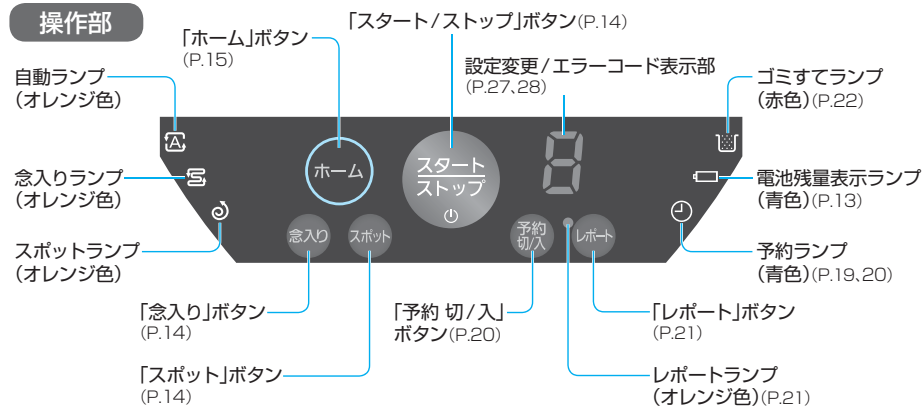 操作部
「ホーム」ボタン
(P.15)
「スタート/ストップ」ボタン(P.14)
設定変更/エラーコード表示部
(P.27、28)
自動ランプ
(オレンジ色)
念入りランプ
(オレンジ色)
スポットランプ
(オレンジ色)
A
ホーム
スタート
ストップ
8
念入り
スポット
予約
切/入
レポート
ゴミすてランプ
(赤色)(P.22)
電池残量表示ランプ
(青色)(P.13)
予約ランプ
(青色)(P.19、20)
「念入り」ボタン
(P.14)
「スポット」ボタン
(P.14)
「予約 切/入」
ボタン(P.20)
「レポート」ボタン
(P.21)
レポートランプ
(オレンジ色)(P.21)